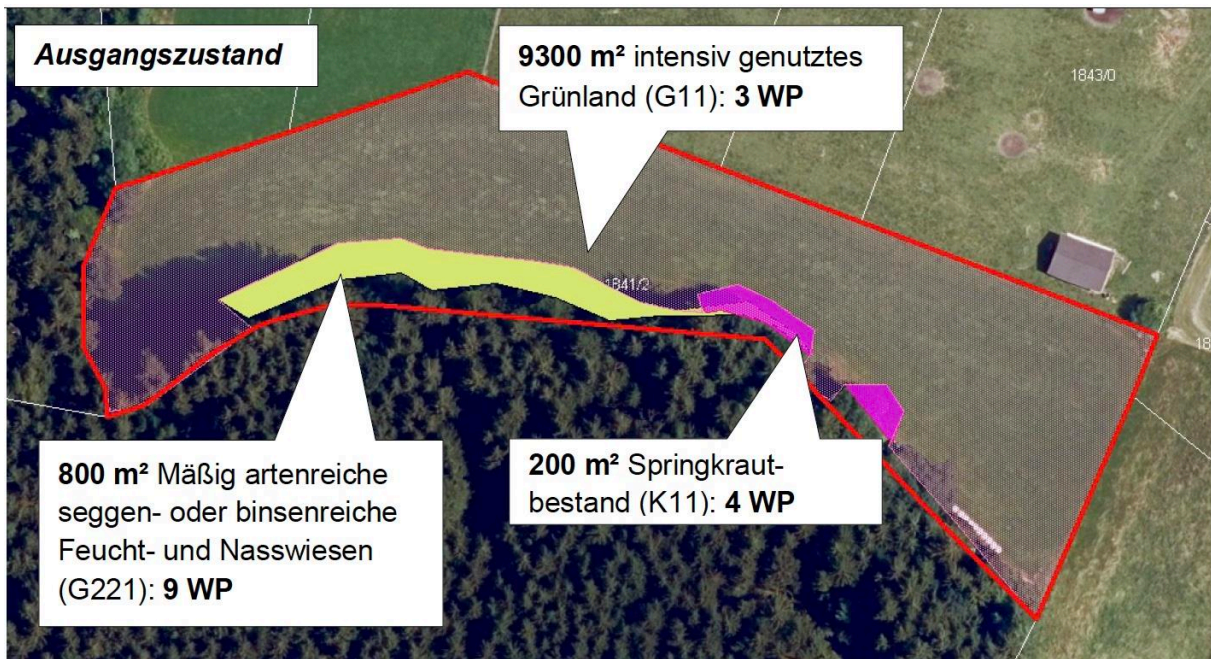 Ausgangszustand
9300 m² intensiv genutztes
Grünland (G11): 3 WP
1843/0
1841/2
18
800 m² Mäßig artenreiche
seggen- oder binsenreiche
Feucht- und Nasswiesen
(G221): 9 WP
200 m² Springkraut-
bestand (K11): 4 WP